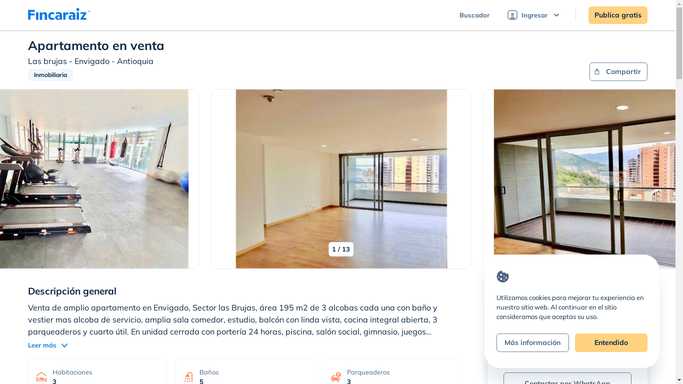 Fincaraiz
Buscador
Ingresar
Publica gratis
Apartamento en venta
Las brujas - Envigado - Antioquia
Inmobiliaria
Compartir
1 / 13
Descripción general
Venta de amplio apartamento en Envigado, Sector las Brujas, área 195 m2 de 3 alcobas cada una con baño y
vestier mas alcoba de servicio, amplia sala comedor, estudio, balcón con linda vista, cocina integral abierta, 3
parqueaderos y cuarto útil. En unidad cerrada con portería 24 horas, piscina, salón social, gimnasio, juegos...
Leer más
Habitaciones
3
Baños
5
Parqueaderos
3
Utilizamos cookies para mejorar tu experiencia en
nuestro sitio web. Al continuar en el sitio
consideramos que aceptas su uso.
Más información
Entendido
Contactar por WhatsApp